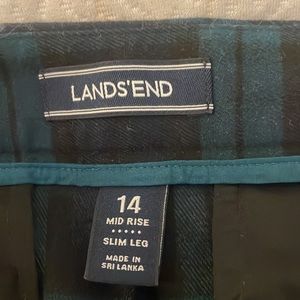 LANDS'END
14
MID RISE
SLIM LEG
MADE IN
SRI LANKA